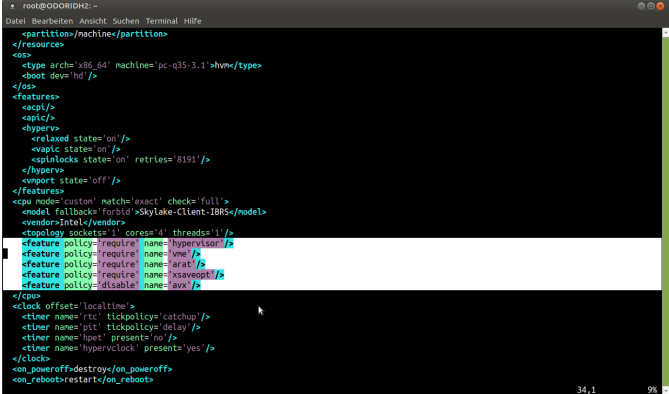 root@ODORIDH2: ~
Datei Bearbeiten Ansicht Suchen Terminal Hilfe
<partition>/machine</partition>
</resource>
<os>
<type arch='x86_64' machine='pc-q35-3.1'>hvm</type>
<boot dev='hd'/>
</os>
<features>
<acpi/>
<apic/>
<hyperv>
<relaxed state='on'/>
<vapic state='on'/>
<spinlocks state='on' retries='8191'/>
</hyperv>
<vmport state='off'/>
</features>
<cpu mode='custom' match='exact' check='full'>
<model fallback='forbid'>Skylake-Client-IBRS</model>
<vendor>Intel</vendor>
<topology sockets='1' cores='4' threads='1'/>
<feature policy='require' name='hypervisor'/>
<feature policy='require' name='vme'/>
<feature policy='require' name='arat'/>
<feature policy='require' name='xsaveopt'/>
<feature policy='disable' name='avx'/>
</cpu>
<clock offset='localtime'>
<timer name='rtc' tickpolicy='catchup'/>
<timer name='pit' tickpolicy='delay'/>
<timer name='hpet' present='no'/>
<timer name='hypervclock' present='yes'/>
</clock>
<on_poweroff>destroy</on_poweroff>
<on_reboot>restart</on_reboot>
34,1 9%